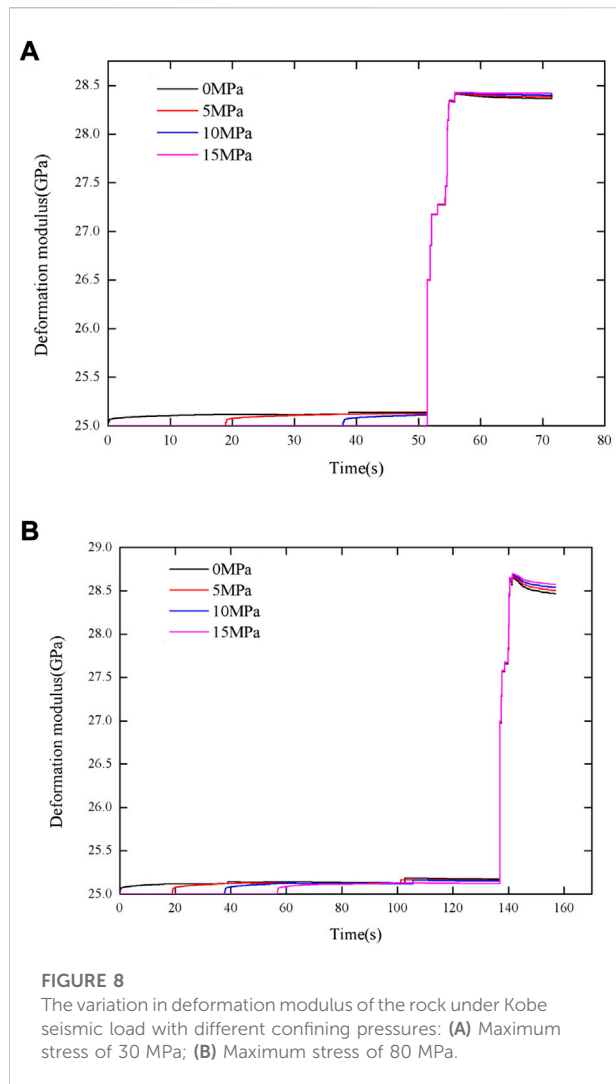 A
Deformation modulus(GPa)
28.5
28.0
27.5
27.0
26.5
26.0
25.5
25.0
0MPa
5MPa
10MPa
15MPa
0 10 20 30 40 50 60 70 80
Time(s)
B
Deformation modulus(GPa)
29.0
28.5
28.0
27.5
27.0
26.5
26.0
25.5
25.0
0MPa
5MPa
10MPa
15MPa
0 20 40 60 80 100 120 140 160
Time(s)
FIGURE 8
The variation in deformation modulus of the rock under Kobe
seismic load with different confining pressures: (A) Maximum
stress of 30 MPa; (B) Maximum stress of 80 MPa.